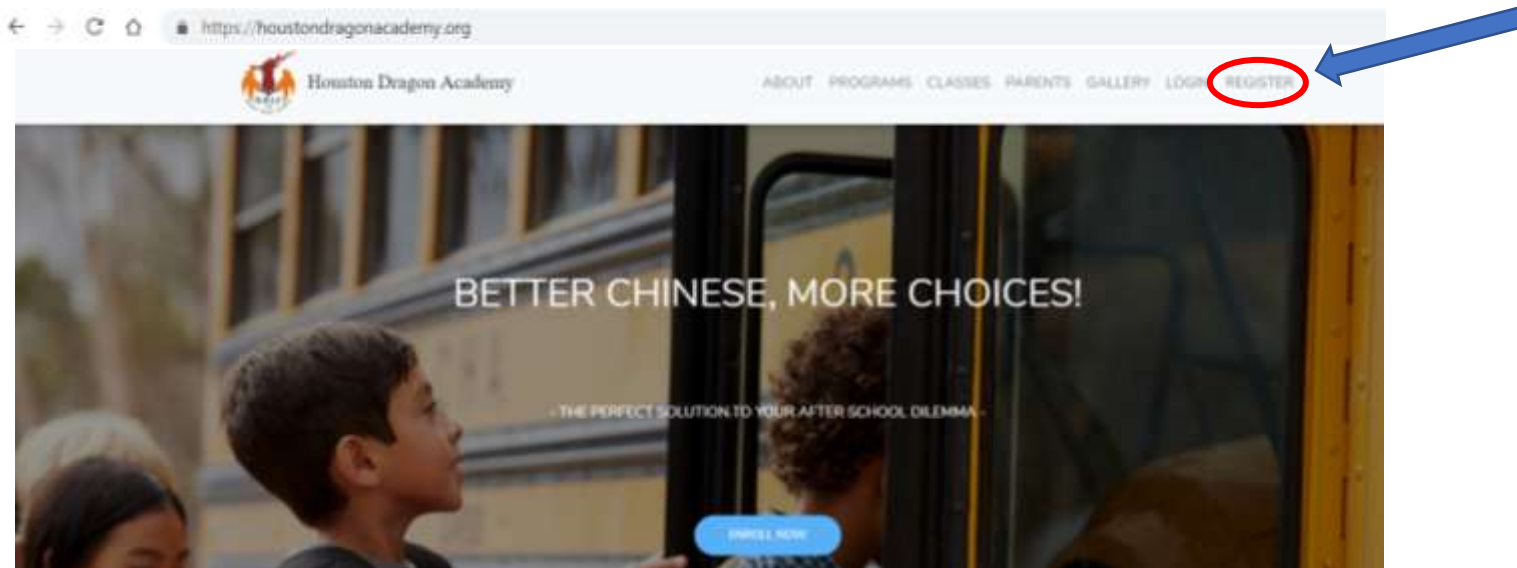 https://houstondragonacademy.org
Houston Dragon Academy
ABOUT PROGRAMS CLASSES PARENTS GALLERY LOGIN REGISTER
BETTER CHINESE, MORE CHOICES!
- THE PERFECT SOLUTION TO YOUR AFTER SCHOOL DILEMMA -
ENROLL NOW